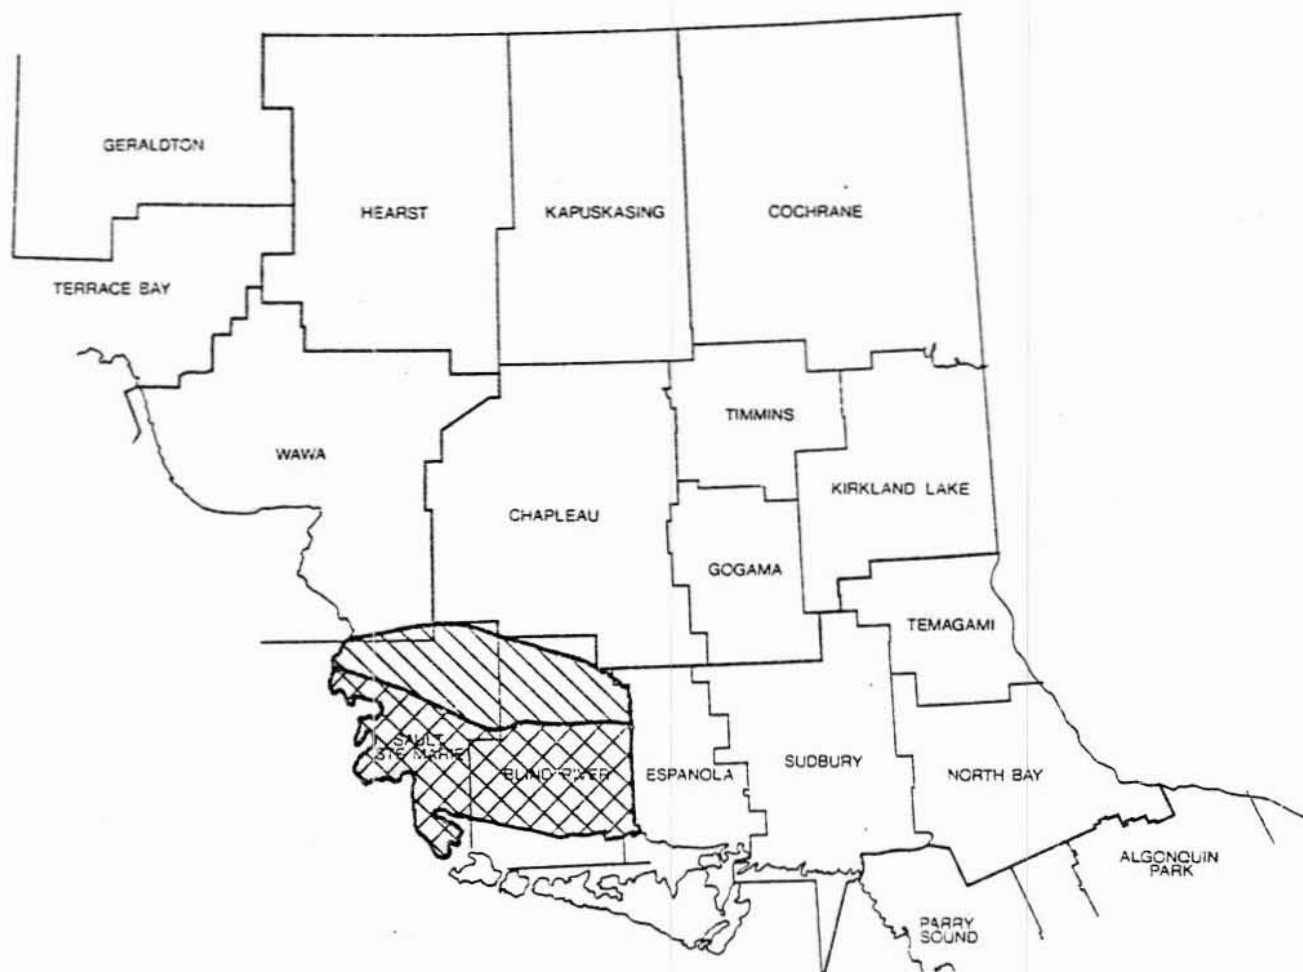 GERALDTON
HEARST
KAPUSKASING
COCHRANE
TERRACE BAY
TIMMINS
WAWA
KIRKLAND LAKE
CHAPLEAU
GOGAMA
TEMAGAMI
SAULT
STE MARIE
BLIND RIVER
ESPANOLA
SUDBURY
NORTH BAY
ALGONQUIN
PARK
PARRY
SOUND